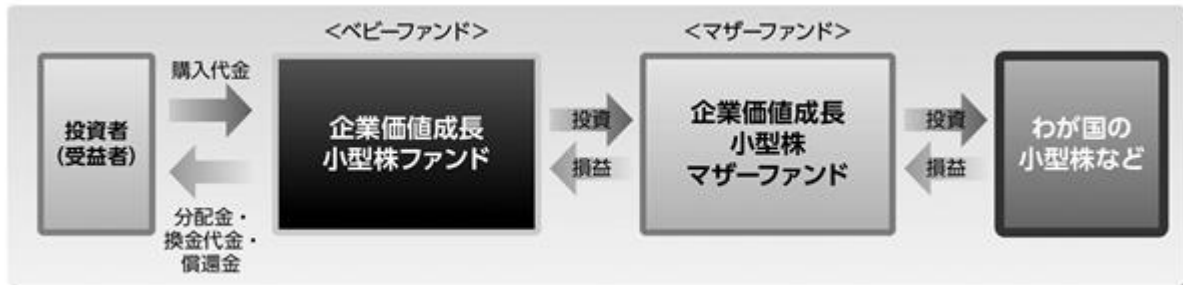 <ベビーファンド>
<マザーファンド>
投資者
(受益者)
購入代金
分配金・
換金代金・
償還金
企業価値成長
小型株ファンド
投資
損益
企業価値成長
小型株
マザーファンド
投資
損益
わが国の
小型株など